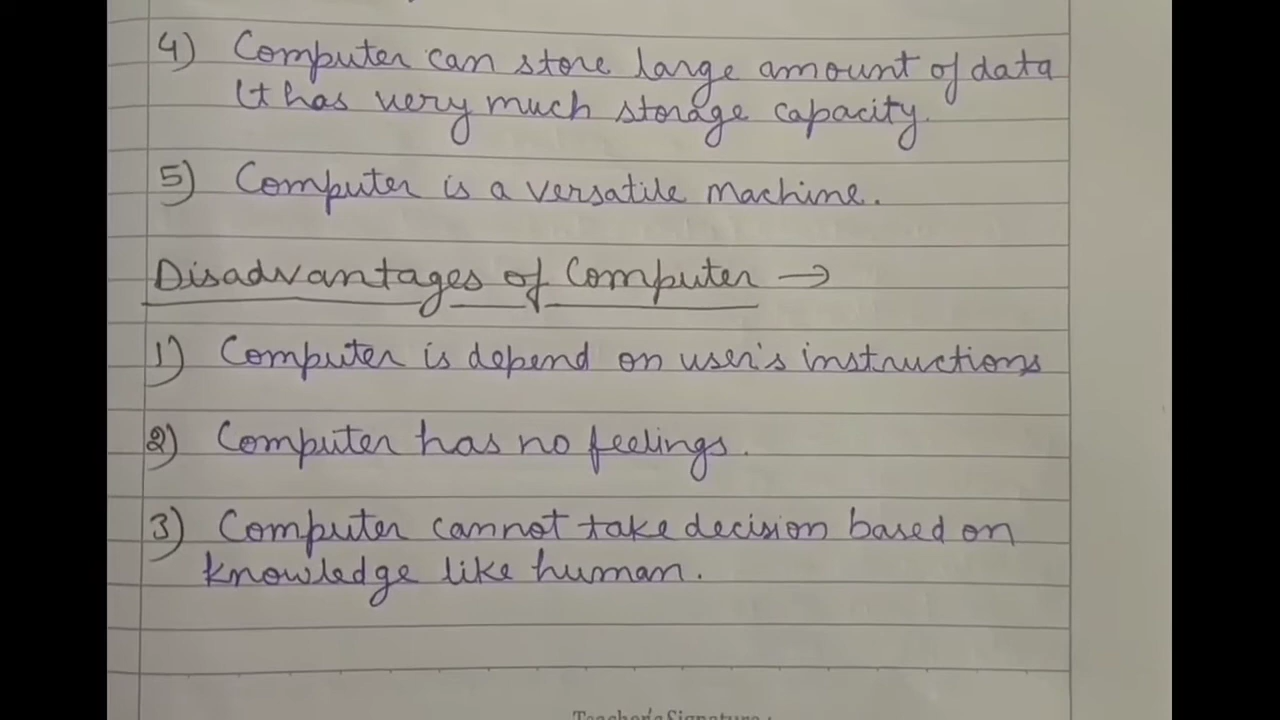 4) Computer can store large amount of data
It has very much storage capacity.
5) Computer is a versatile machine.
Disadvantages of Computer →
1) Computer is depend on user's instructions
2) Computer has no feelings.
3) Computer cannot take decision based on
knowledge like human.
Teacher's Signature :